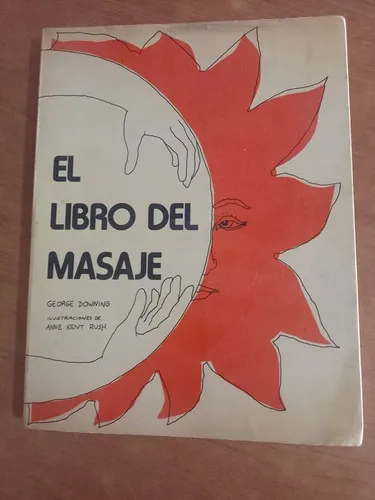 EL
LIBRO DEL
MASAJE
GEORGE DOWNING
ILUSTRACIONES DE
ANNE KENT RUSH